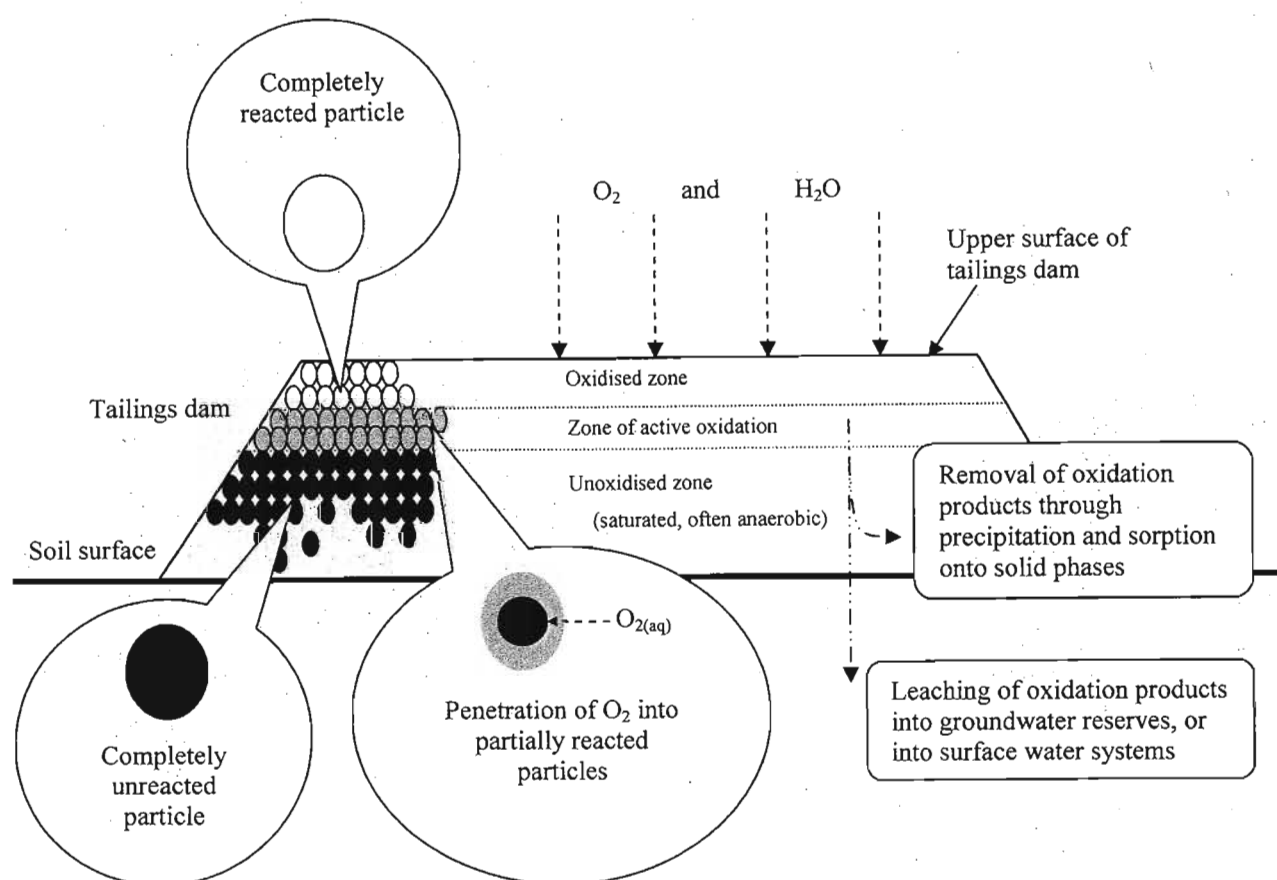 Completely
reacted particle
O₂ and H₂O
Upper surface of
tailings dam
Oxidised zone
Tailings dam
Zone of active oxidation
Unoxidised zone
(saturated, often anaerobic)
Removal of oxidation
products through
precipitation and sorption
onto solid phases
Soil surface
O₂(aq)
Penetration of O₂ into
partially reacted
particles
Leaching of oxidation products
into groundwater reserves, or
into surface water systems
Completely
unreacted
particle